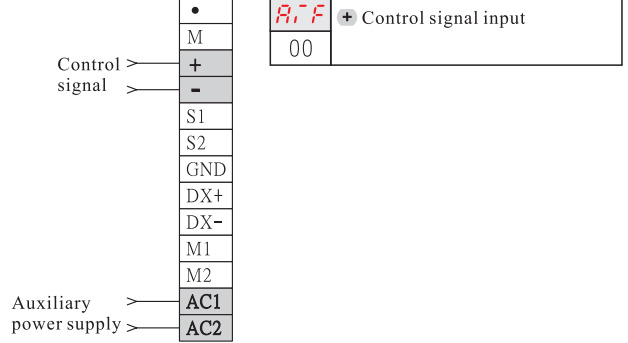 •
M
Control
signal
+
-
S1
S2
GND
DX+
DX-
M1
M2
Auxiliary
power supply
AC1
AC2
+ Control signal input
00